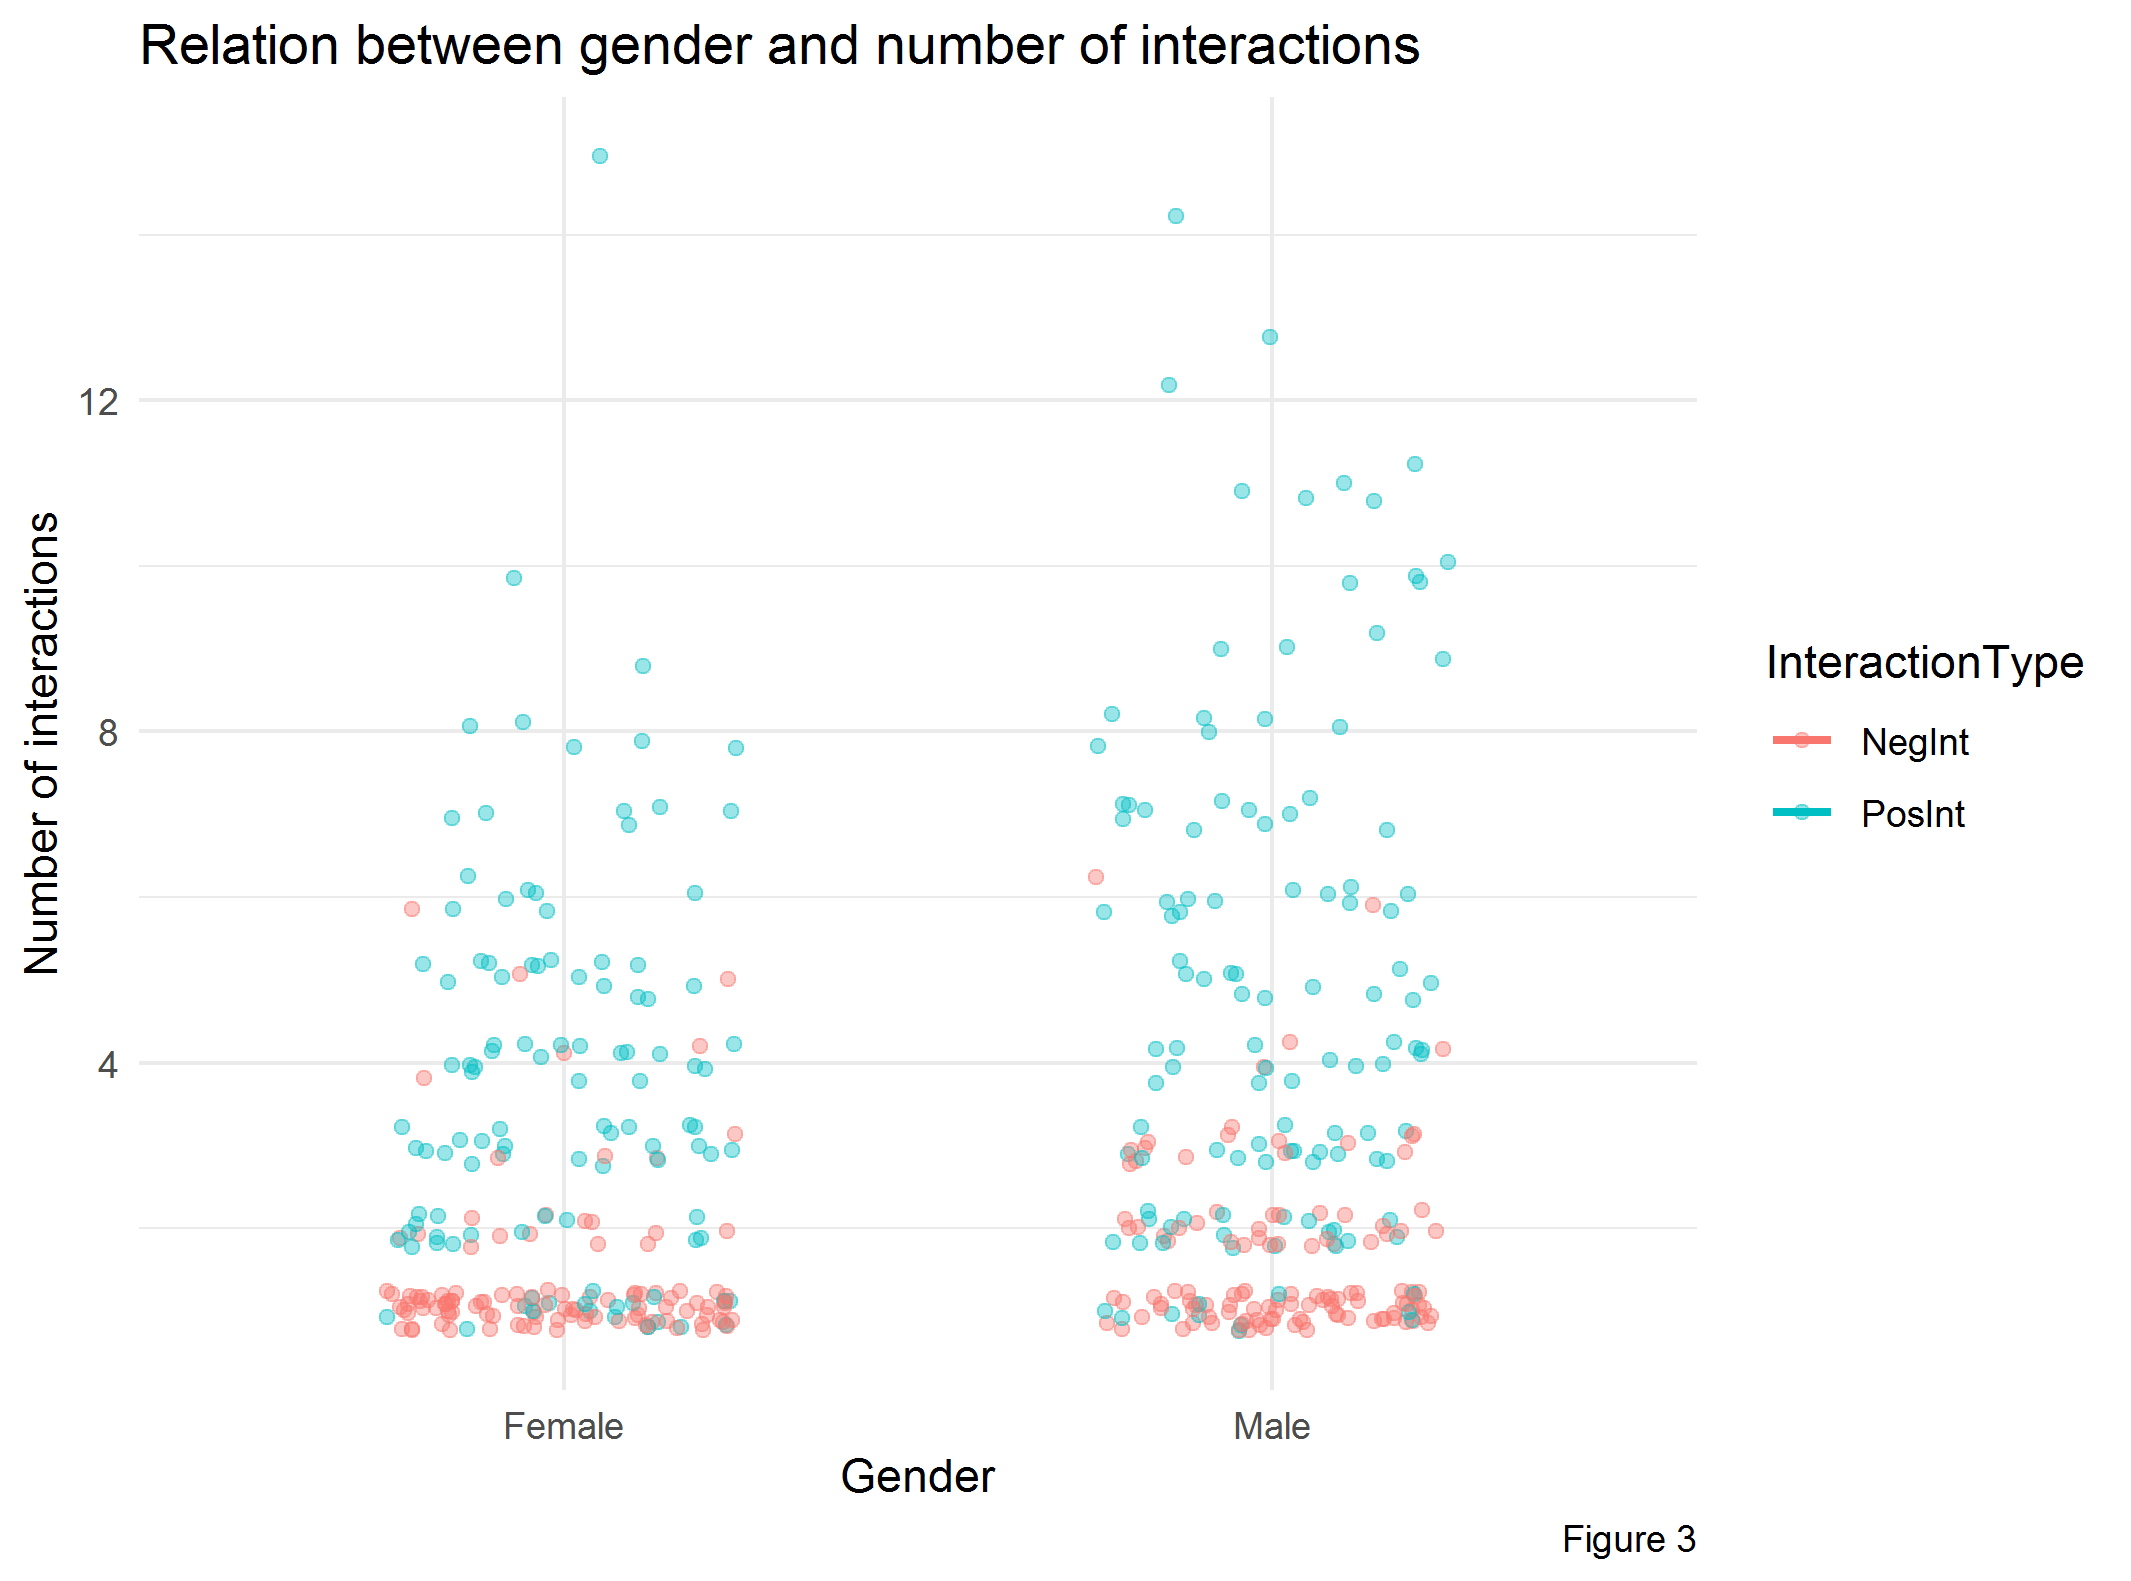 Relation between gender and number of interactions
Number of interactions
12
8
4
Female
Male
Gender
InteractionType
NegInt
PosInt
Figure 3